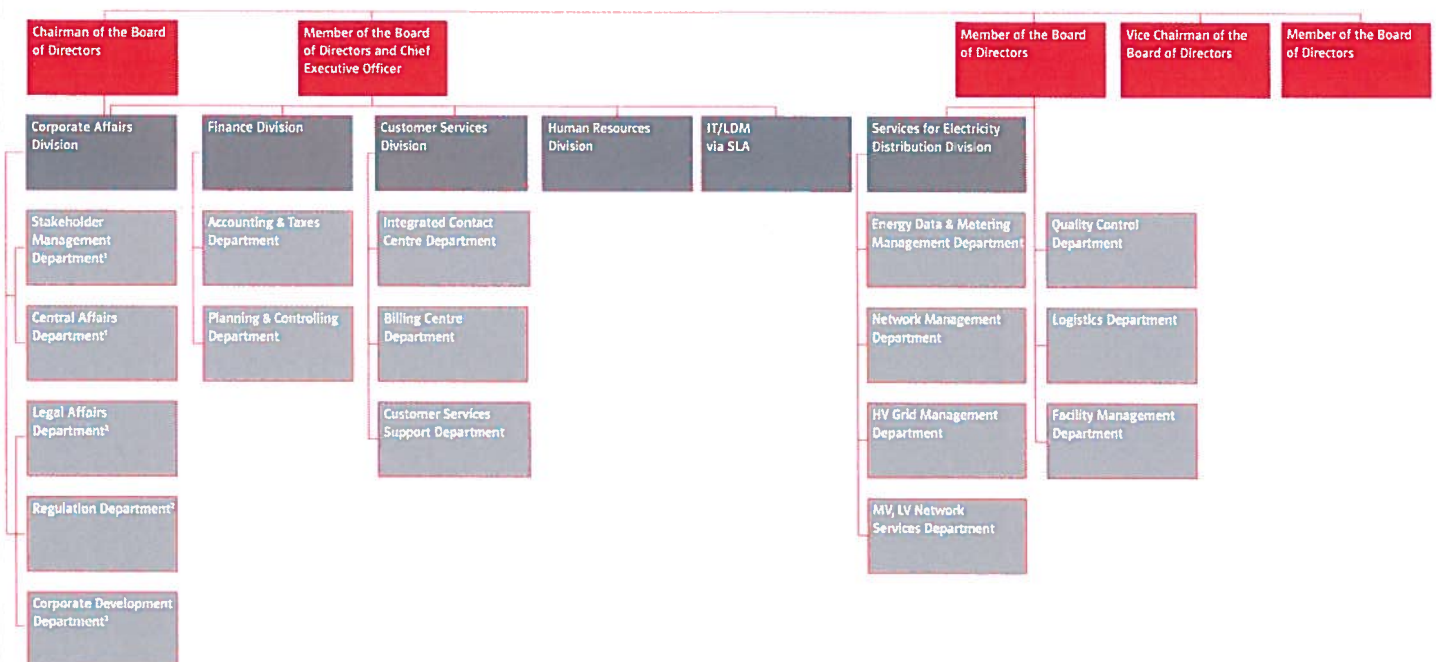 Chairman of the Board
of Directors
Member of the Board
of Directors and Chief
Executive Officer
Member of the Board
of Directors
Vice Chairman of the
Board of Directors
Member of the Board
of Directors
Corporate Affairs
Division
Finance Division
Customer Services
Division
Human Resources
Division
IT/LDM
via SLA
Services for Electricity
Distribution Division
Stakeholder
Management
Department¹
Accounting & Taxes
Department
Integrated Contact
Centre Department
Energy Data & Metering
Management Department
Quality Control
Department
Central Affairs
Department¹
Planning & Controlling
Department
Billing Centre
Department
Network Management
Department
Logistics Department
Legal Affairs
Department³
Customer Services
Support Department
HV Grid Management
Department
Facility Management
Department
Regulation Department²
MV, LV Network
Services Department
Corporate Development
Department³